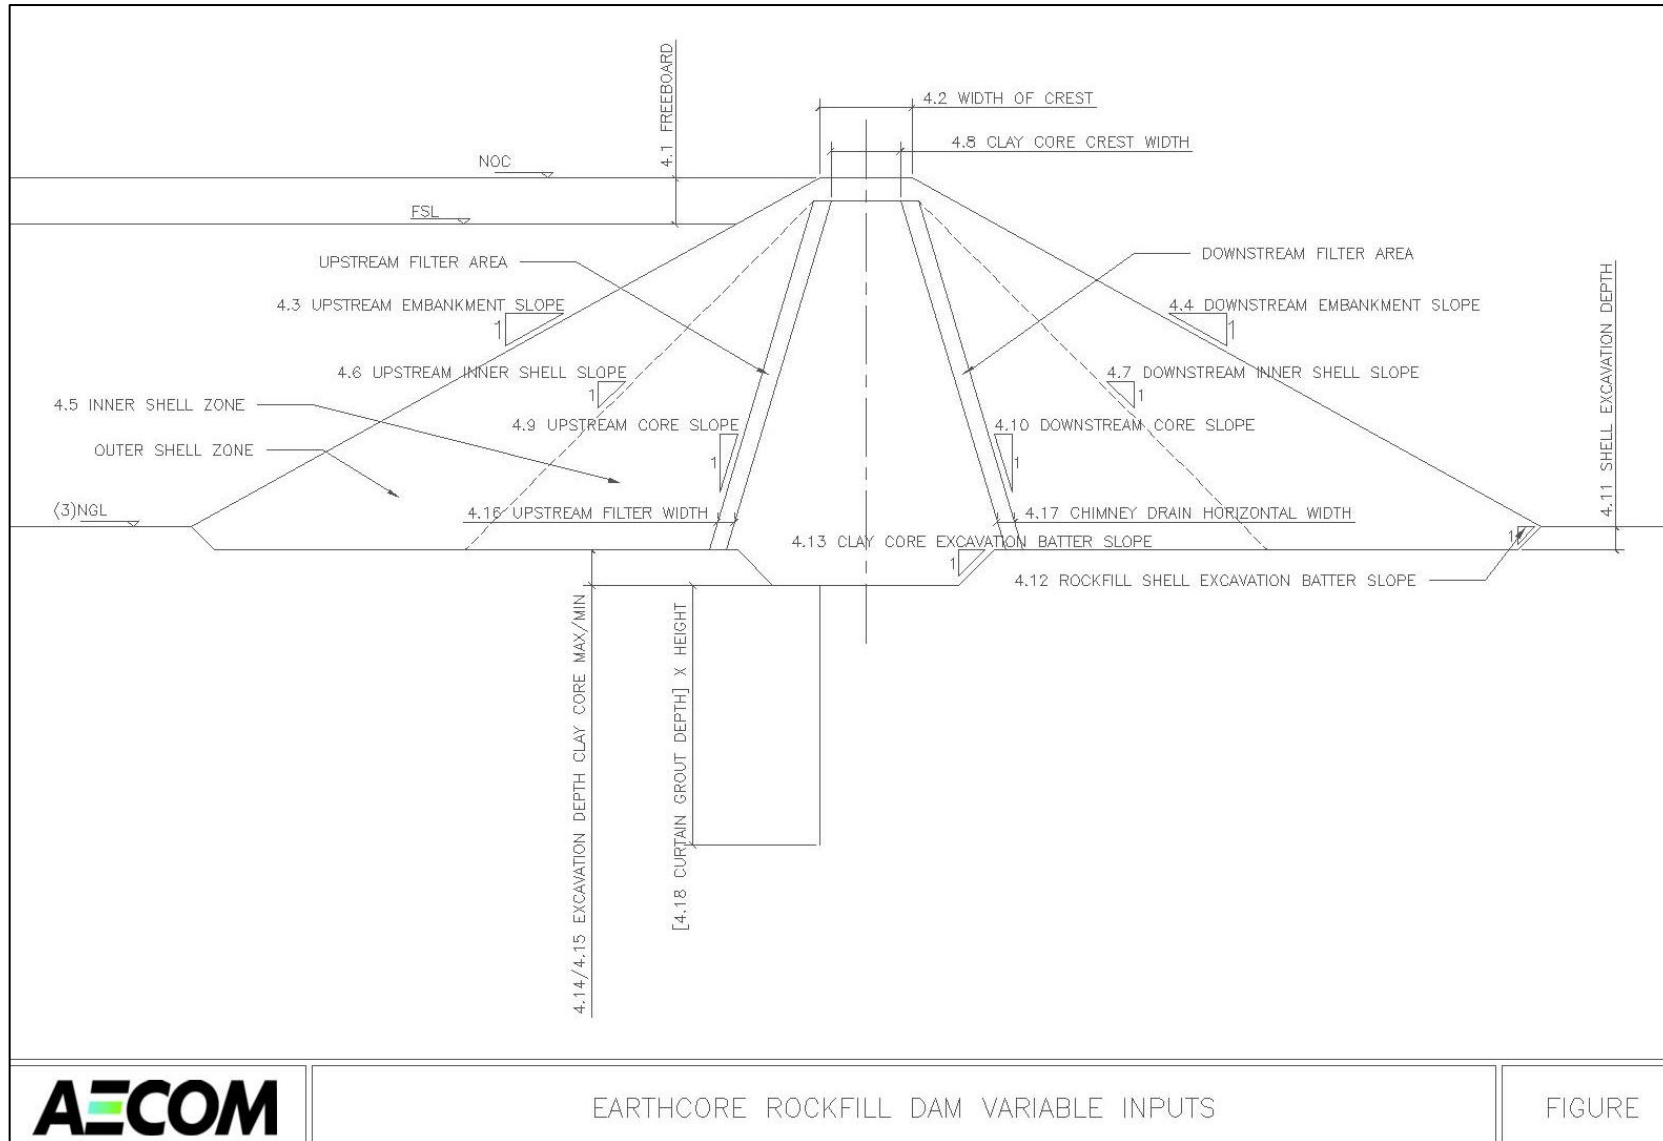 4.1 FREEBOARD
4.2 WIDTH OF CREST
4.8 CLAY CORE CREST WIDTH
NOC
FSL
UPSTREAM FILTER AREA
DOWNSTREAM FILTER AREA
4.3 UPSTREAM EMBANKMENT SLOPE
1
4.4 DOWNSTREAM EMBANKMENT SLOPE
1
4.6 UPSTREAM INNER SHELL SLOPE
1
4.7 DOWNSTREAM INNER SHELL SLOPE
1
4.5 INNER SHELL ZONE
4.9 UPSTREAM CORE SLOPE
1
4.10 DOWNSTREAM CORE SLOPE
1
OUTER SHELL ZONE
4.11 SHELL EXCAVATION DEPTH
(3)NGL
4.16 UPSTREAM FILTER WIDTH
4.17 CHIMNEY DRAIN HORIZONTAL WIDTH
4.13 CLAY CORE EXCAVATION BATTER SLOPE
1
1
4.12 ROCKFILL SHELL EXCAVATION BATTER SLOPE
4.14/4.15 EXCAVATION DEPTH CLAY CORE MAX/MIN
[4.18 CURTAIN GROUT DEPTH] X HEIGHT
AECOM
EARTHCORE ROCKFILL DAM VARIABLE INPUTS
FIGURE